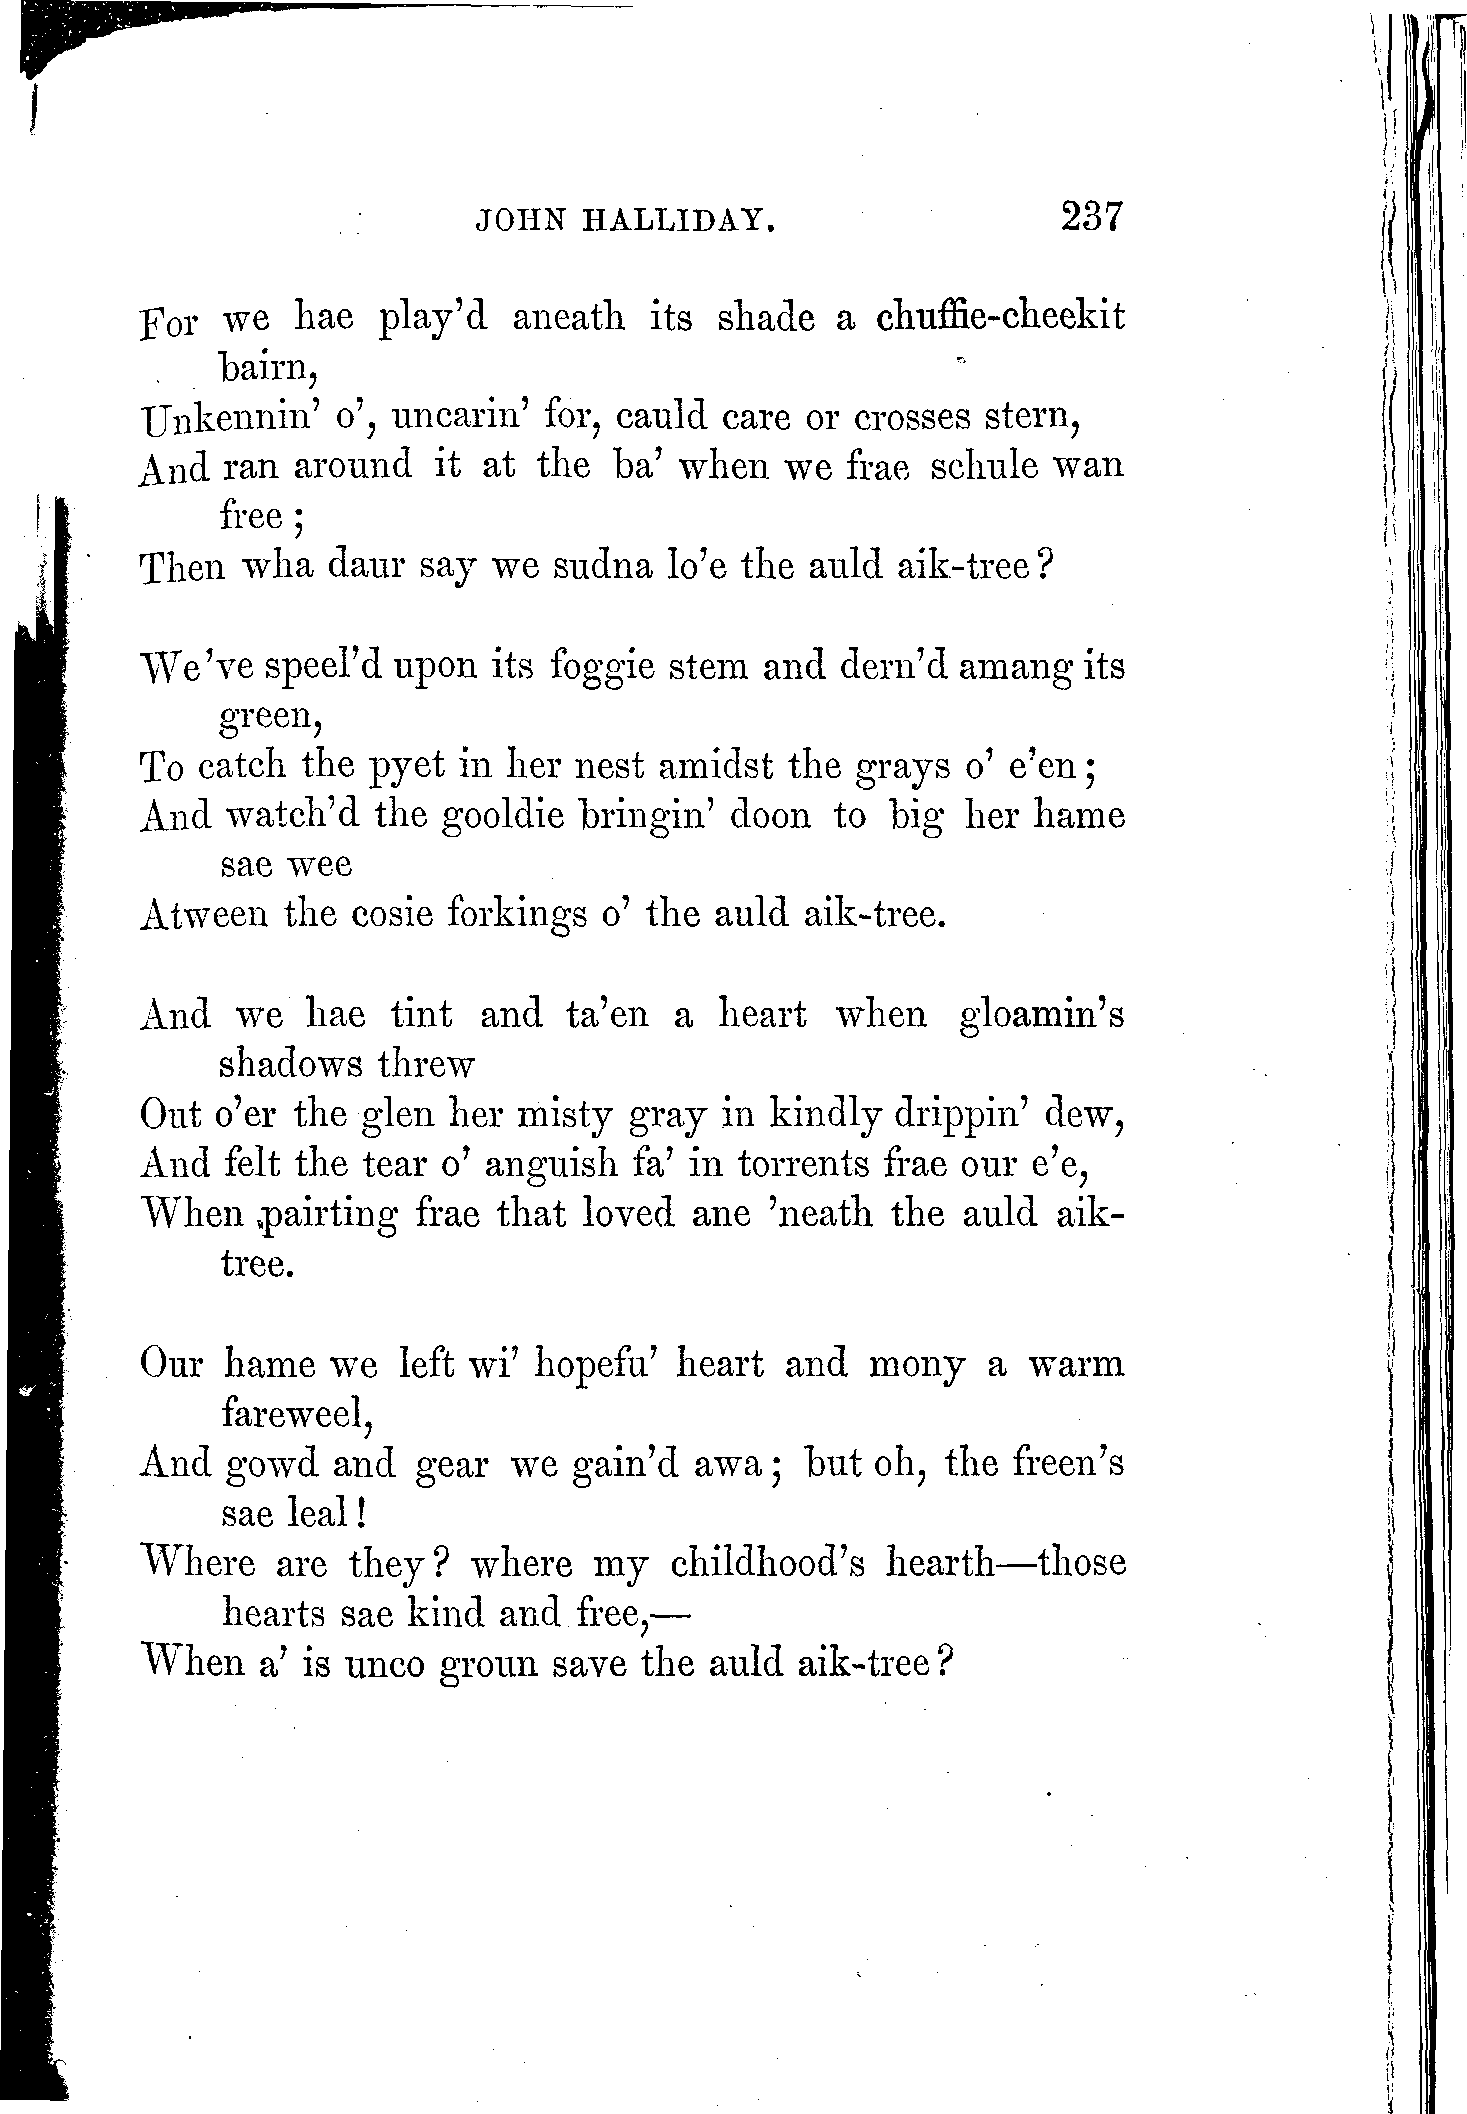 JOHN HALLIDAY. 237
For we hae play'd aneath its shade a chuffie-cheekit
bairn,
Unkennin' o', uncarin' for, cauld care or crosses stern,
And ran around it at the ba' when we frae schule wan
free ;
Then wha daur say we sudna lo'e the auld aik-tree?
We've speel'd upon its foggie stem and dern'd amang its
green,
To catch the pyet in her nest amidst the grays o' e'en;
And watch'd the gooldie bringin' doon to big her hame
sae wee
Atween the cosie forkings o' the auld aik-tree.
And we hae tint and ta'en a heart when gloamin's
shadows threw
Out o'er the glen her misty gray in kindly drippin' dew,
And felt the tear o' anguish fa' in torrents frae our e'e,
When pairting frae that loved ane 'neath the auld aik-
tree.
Our hame we left wi' hopefu' heart and mony a warm
fareweel,
And gowd and gear we gain'd awa; but oh, the freen's
sae leal!
Where are they? where my childhood's hearth—those
hearts sae kind and free,—
When a' is unco groun save the auld aik-tree?